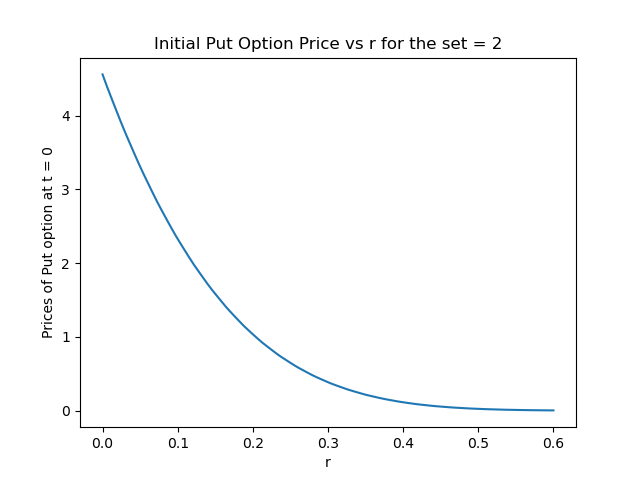 Initial Put Option Price vs r for the set = 2
Prices of Put option at t = 0
4
3
2
1
0
0.0 0.1 0.2 0.3 0.4 0.5 0.6
r